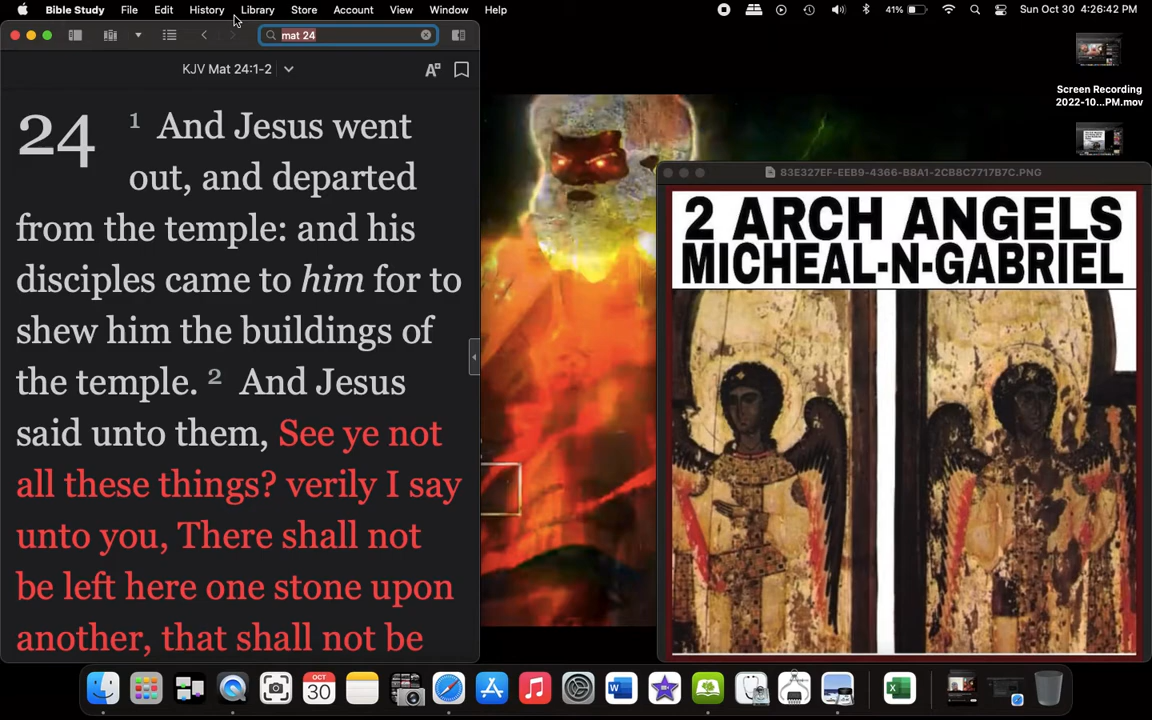 Bible Study File Edit History Library Store Account View Window Help 41% Sun Oct 30 4:26:42 PM
mat 24
KJV Mat 24:1-2
24 1 And Jesus went
out, and departed
from the temple: and his
disciples came to him for to
shew him the buildings of
the temple. 2 And Jesus
said unto them, See ye not
all these things? verily I say
unto you, There shall not
be left here one stone upon
another, that shall not be
Screen Recording
2022-10...PM.mov
83E327EF-EEB9-4366-B8A1-2CB8C7717B7C.PNG
2 ARCH ANGELS
MICHEAL-N-GABRIEL
OCT
30